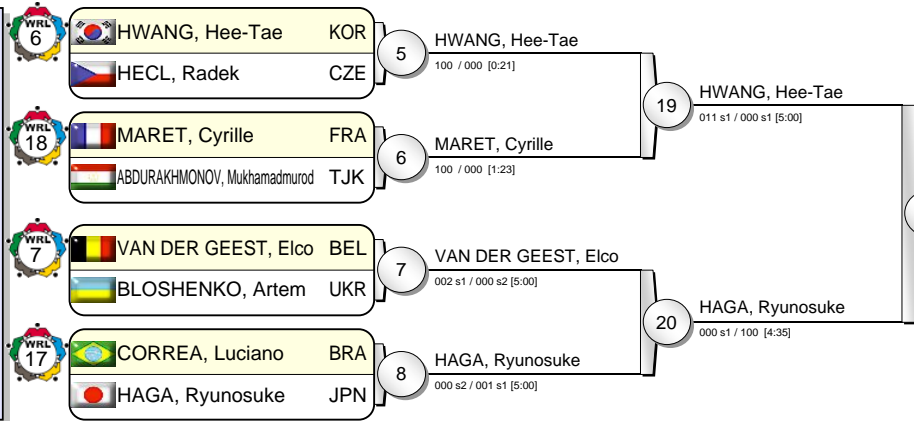 WRL 6
HWANG, Hee-Tae KOR
HECL, Radek CZE
5
HWANG, Hee-Tae
100 / 000 [0:21]
WRL 18
MARET, Cyrille FRA
ABDURAKHMONOV, Mukhamadmurod TJK
6
MARET, Cyrille
100 / 000 [1:23]
19
HWANG, Hee-Tae
011 s1 / 000 s1 [5:00]
WRL 7
VAN DER GEEST, Elco BEL
BLOSHENKO, Artem UKR
7
VAN DER GEEST, Elco
002 s1 / 000 s2 [5:00]
WRL 17
CORREA, Luciano BRA
HAGA, Ryunosuke JPN
8
HAGA, Ryunosuke
000 s2 / 001 s1 [5:00]
20
HAGA, Ryunosuke
000 s1 / 100 [4:35]